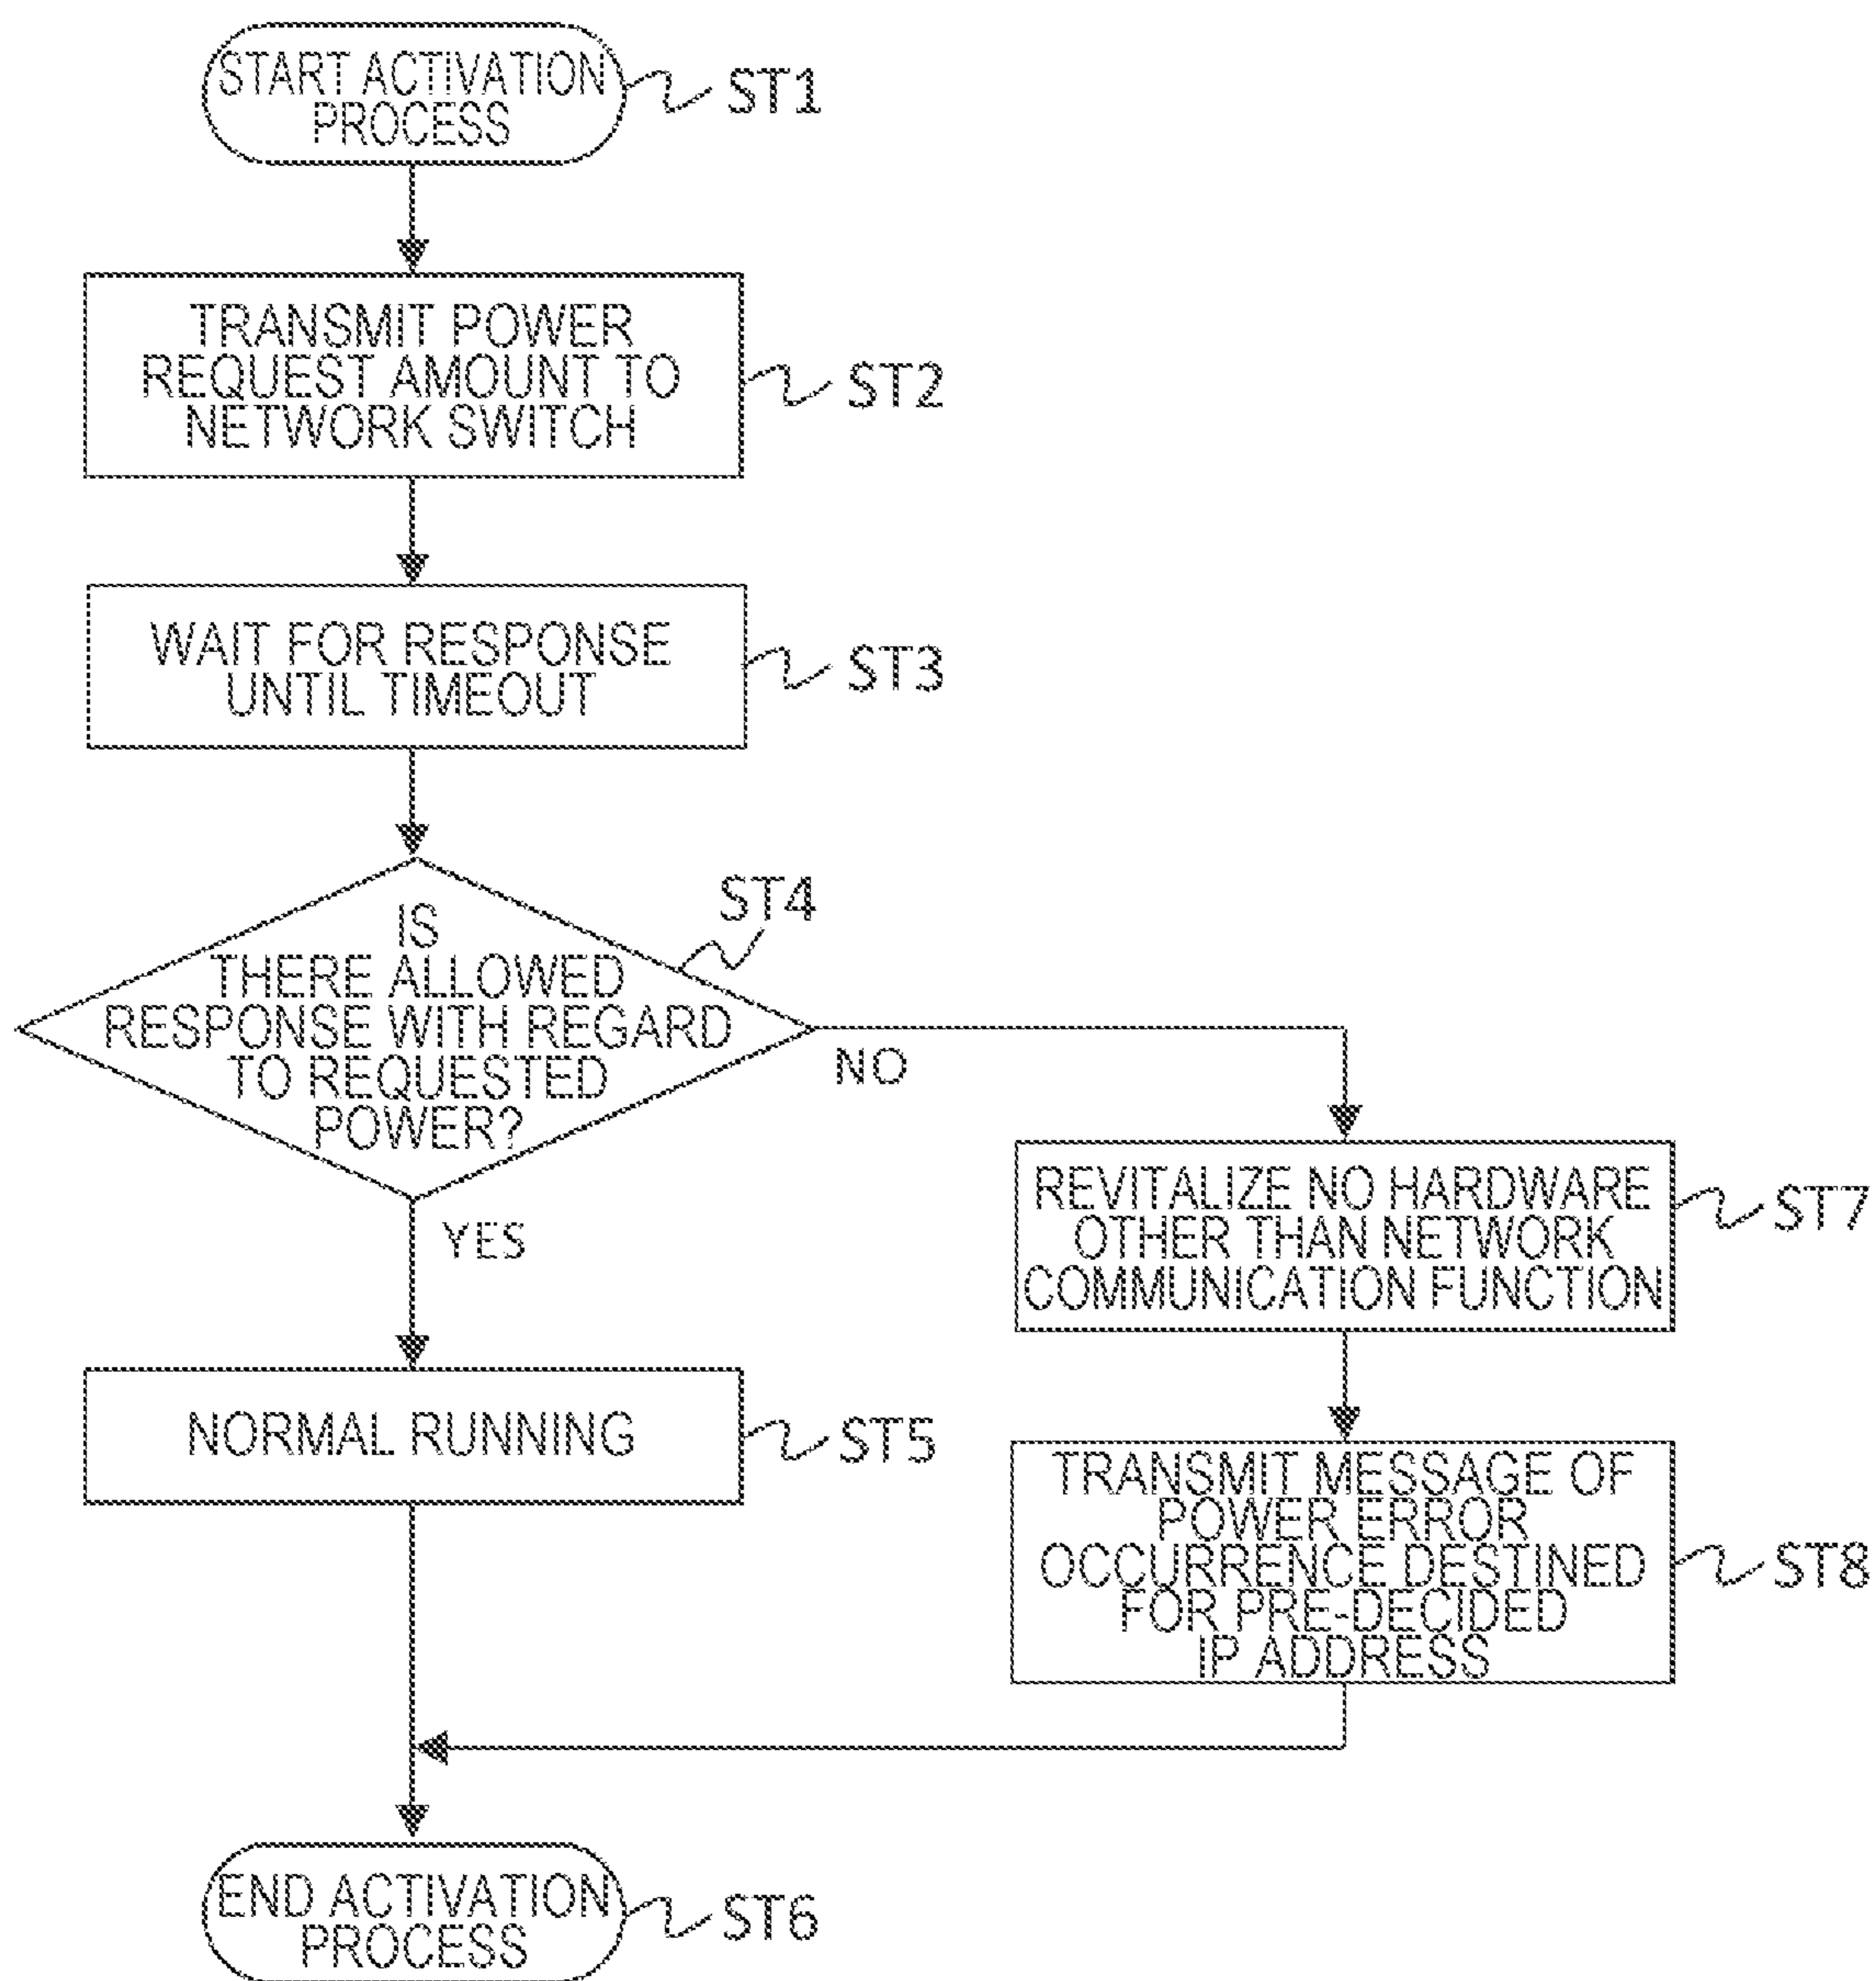 START ACTIVATION
PROCESS
ST1
TRANSMIT POWER
REQUEST AMOUNT TO
NETWORK SWITCH
ST2
WAIT FOR RESPONSE
UNTIL TIMEOUT
ST3
ST4
IS
THERE ALLOWED
RESPONSE WITH REGARD
TO REQUESTED
POWER?
NO
YES
REVITALIZE NO HARDWARE
OTHER THAN NETWORK
COMMUNICATION FUNCTION
ST7
NORMAL RUNNING
ST5
TRANSMIT MESSAGE OF
POWER ERROR
OCCURRENCE DESTINED
FOR PRE-DECIDED
IP ADDRESS
ST8
END ACTIVATION
PROCESS
ST6